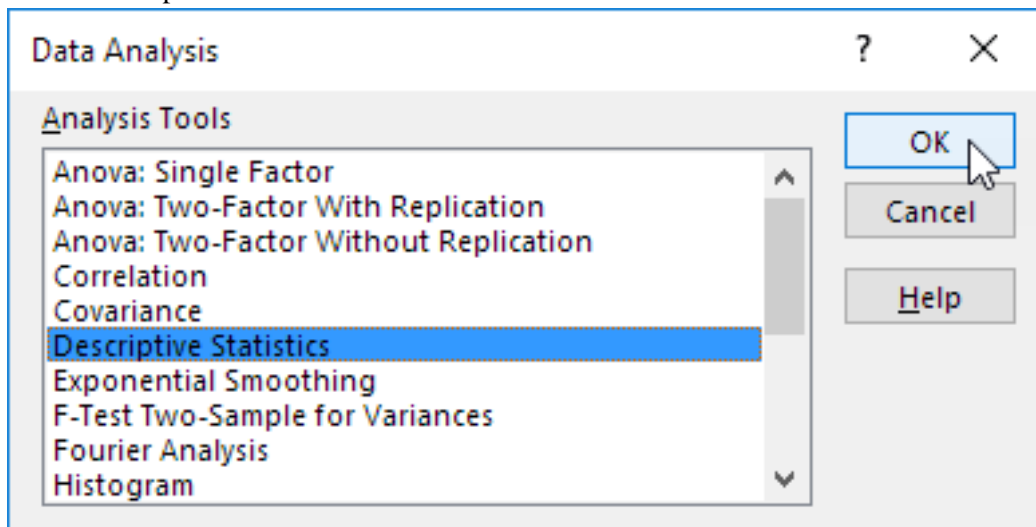 Data Analysis ?
Analysis Tools
Anova: Single Factor
Anova: Two-Factor With Replication
Anova: Two-Factor Without Replication
Correlation
Covariance
Descriptive Statistics
Exponential Smoothing
F-Test Two-Sample for Variances
Fourier Analysis
Histogram
OK
Cancel
Help